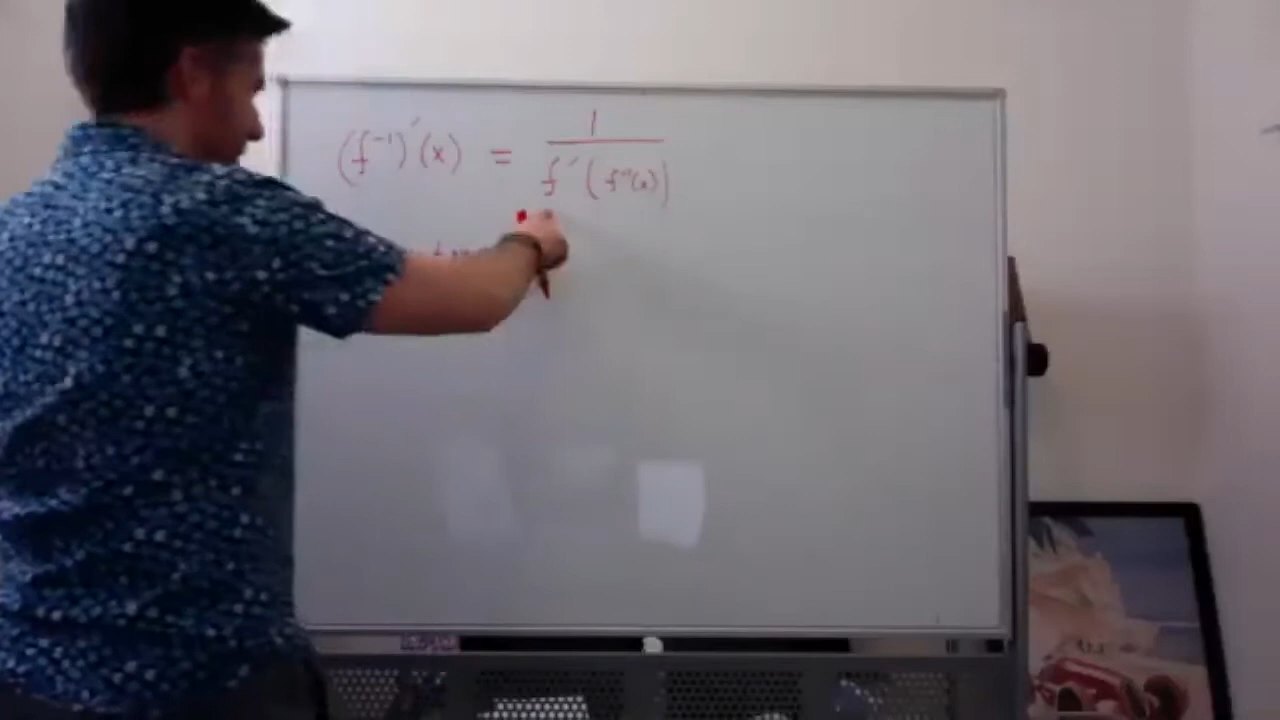 (f⁻¹)′(x) = 1 / f′(f⁻¹(x))